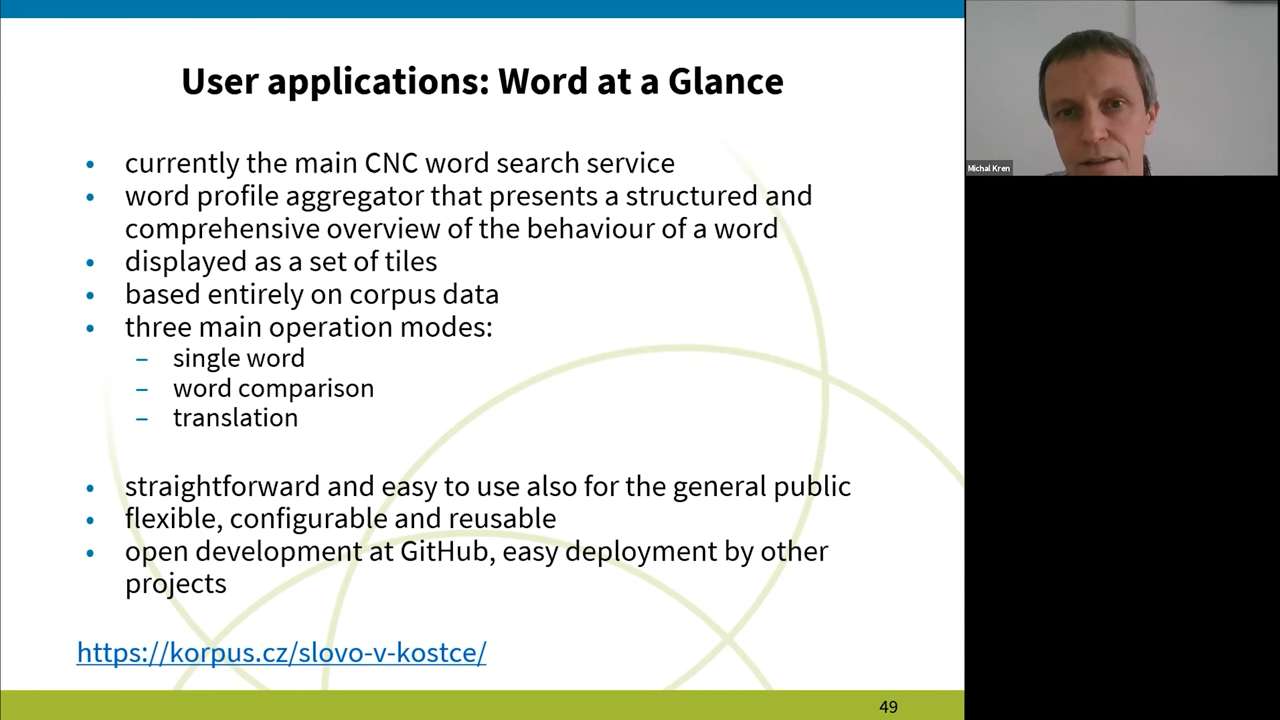 User applications: Word at a Glance
• currently the main CNC word search service
• word profile aggregator that presents a structured and
comprehensive overview of the behaviour of a word
• displayed as a set of tiles
• based entirely on corpus data
• three main operation modes:
– single word
– word comparison
– translation
• straightforward and easy to use also for the general public
• flexible, configurable and reusable
• open development at GitHub, easy deployment by other
projects
https://korpus.cz/slovo-v-kostce/
49
Michal Kren